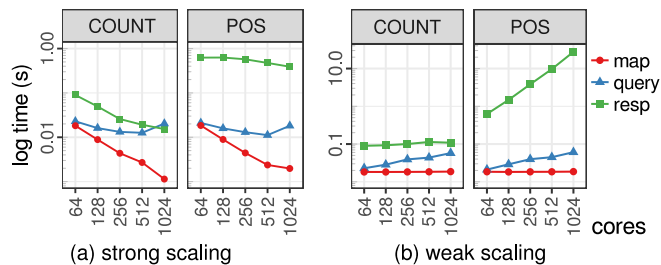 COUNT POS COUNT POS
log time (s)
1.00
0.01
10.0
0.1
map
query
resp
64 128 256 512 1024 64 128 256 512 1024 64 128 256 512 1024 64 128 256 512 1024
cores
(a) strong scaling (b) weak scaling